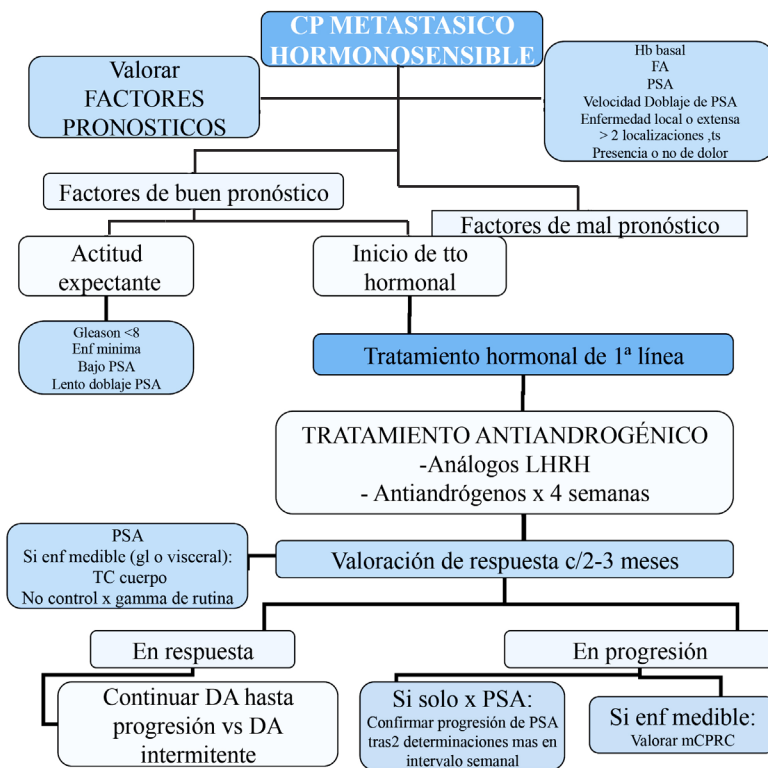 CP METASTASICO
HORMONOSENSIBLE
Valorar
FACTORES
PRONOSTICOS
Hb basal
FA
PSA
Velocidad Doblaje de PSA
Enfermedad local o extensa
> 2 localizaciones ,ts
Presencia o no de dolor
Factores de buen pronóstico
Factores de mal pronóstico
Actitud
expectante
Inicio de tto
hormonal
Gleason <8
Enf minima
Bajo PSA
Lento doblaje PSA
Tratamiento hormonal de 1ª línea
TRATAMIENTO ANTIANDROGÉNICO
-Análogos LHRH
- Antiandrógenos x 4 semanas
PSA
Si enf medible (gl o visceral):
TC cuerpo
No control x gamma de rutina
Valoración de respuesta c/2-3 meses
En respuesta
En progresión
Continuar DA hasta
progresión vs DA
intermitente
Si solo x PSA:
Confirmar progresión de PSA
tras2 determinaciones mas en
intervalo semanal
Si enf medible:
Valorar mCPRC